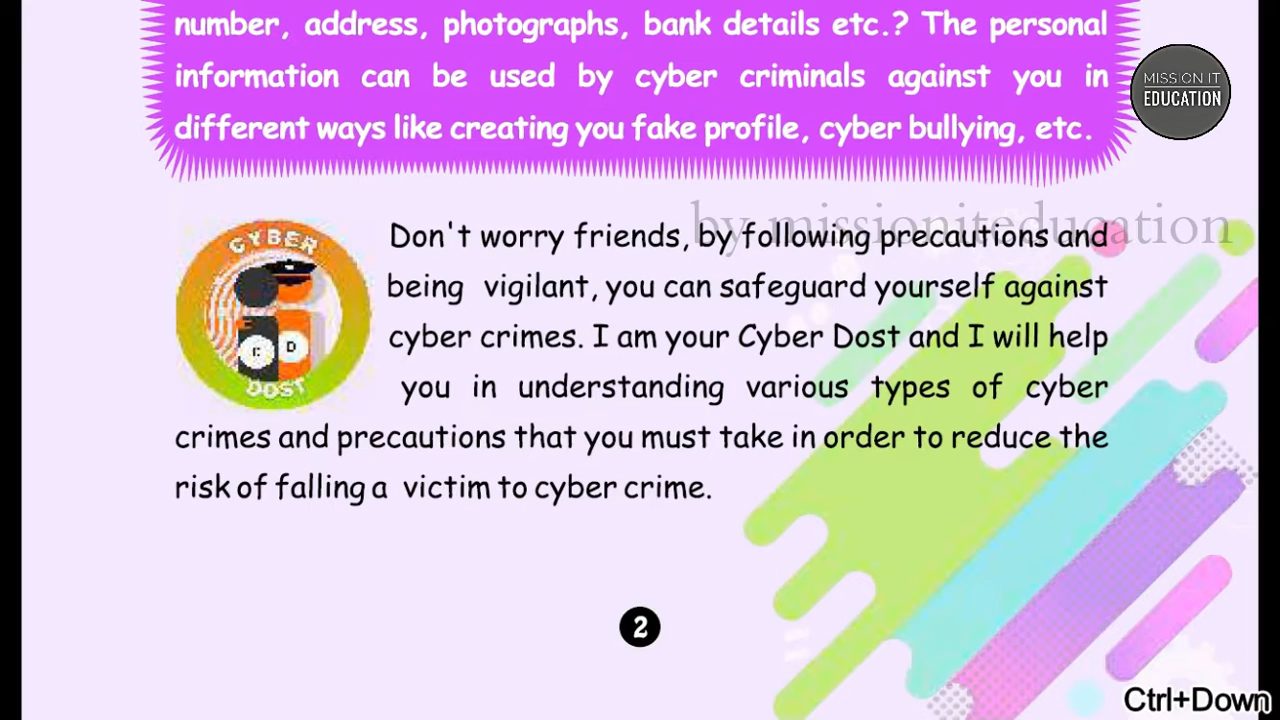 number, address, photographs, bank details etc.? The personal
information can be used by cyber criminals against you in
different ways like creating you fake profile, cyber bullying, etc.
MISSION IT
EDUCATION
by missioniteducation
Don't worry friends, by following precautions and
being vigilant, you can safeguard yourself against
cyber crimes. I am your Cyber Dost and I will help
you in understanding various types of cyber
crimes and precautions that you must take in order to reduce the
risk of falling a victim to cyber crime.
CYBER
C D
DOST
2
Ctrl+Down